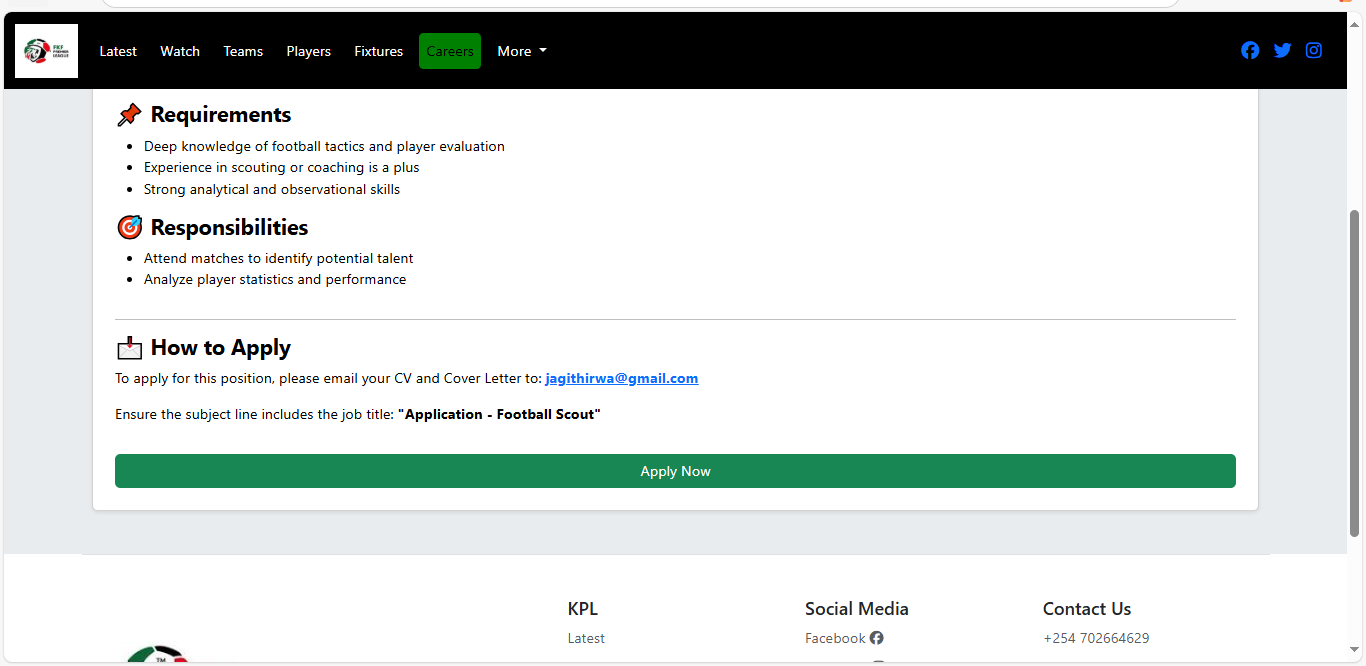 FKF
PREMIER
LEAGUE
Latest
Watch
Teams
Players
Fixtures
Careers
More
Requirements
Deep knowledge of football tactics and player evaluation
Experience in scouting or coaching is a plus
Strong analytical and observational skills
Responsibilities
Attend matches to identify potential talent
Analyze player statistics and performance
How to Apply
To apply for this position, please email your CV and Cover Letter to: jagithirwa@gmail.com
Ensure the subject line includes the job title: "Application - Football Scout"
Apply Now
TM
KPL
Latest
Social Media
Facebook
Contact Us
+254 702664629